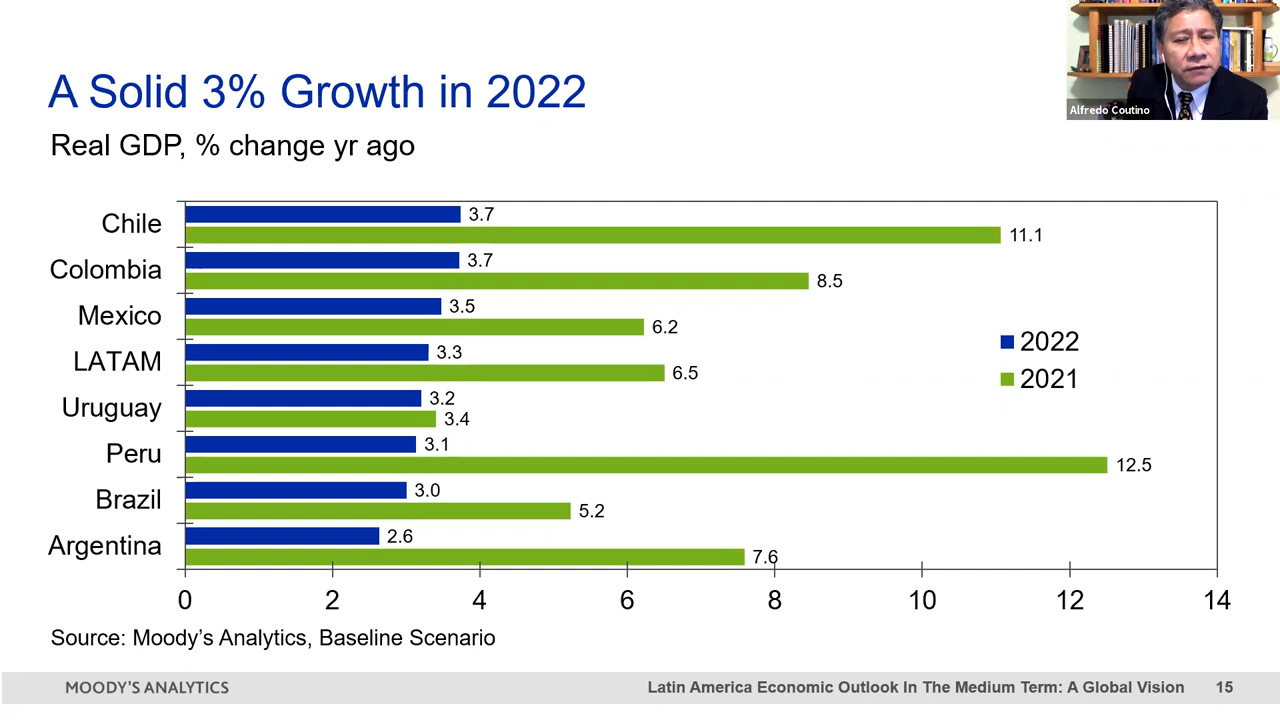 A Solid 3% Growth in 2022
Real GDP, % change yr ago
Alfredo Coutino
Chile
3.7
11.1
Colombia
3.7
8.5
Mexico
3.5
6.2
LATAM
3.3
6.5
Uruguay
3.2
3.4
Peru
3.1
12.5
Brazil
3.0
5.2
Argentina
2.6
7.6
2022
2021
0 2 4 6 8 10 12 14
Source: Moody’s Analytics, Baseline Scenario
MOODY'S ANALYTICS
Latin America Economic Outlook In The Medium Term: A Global Vision 15